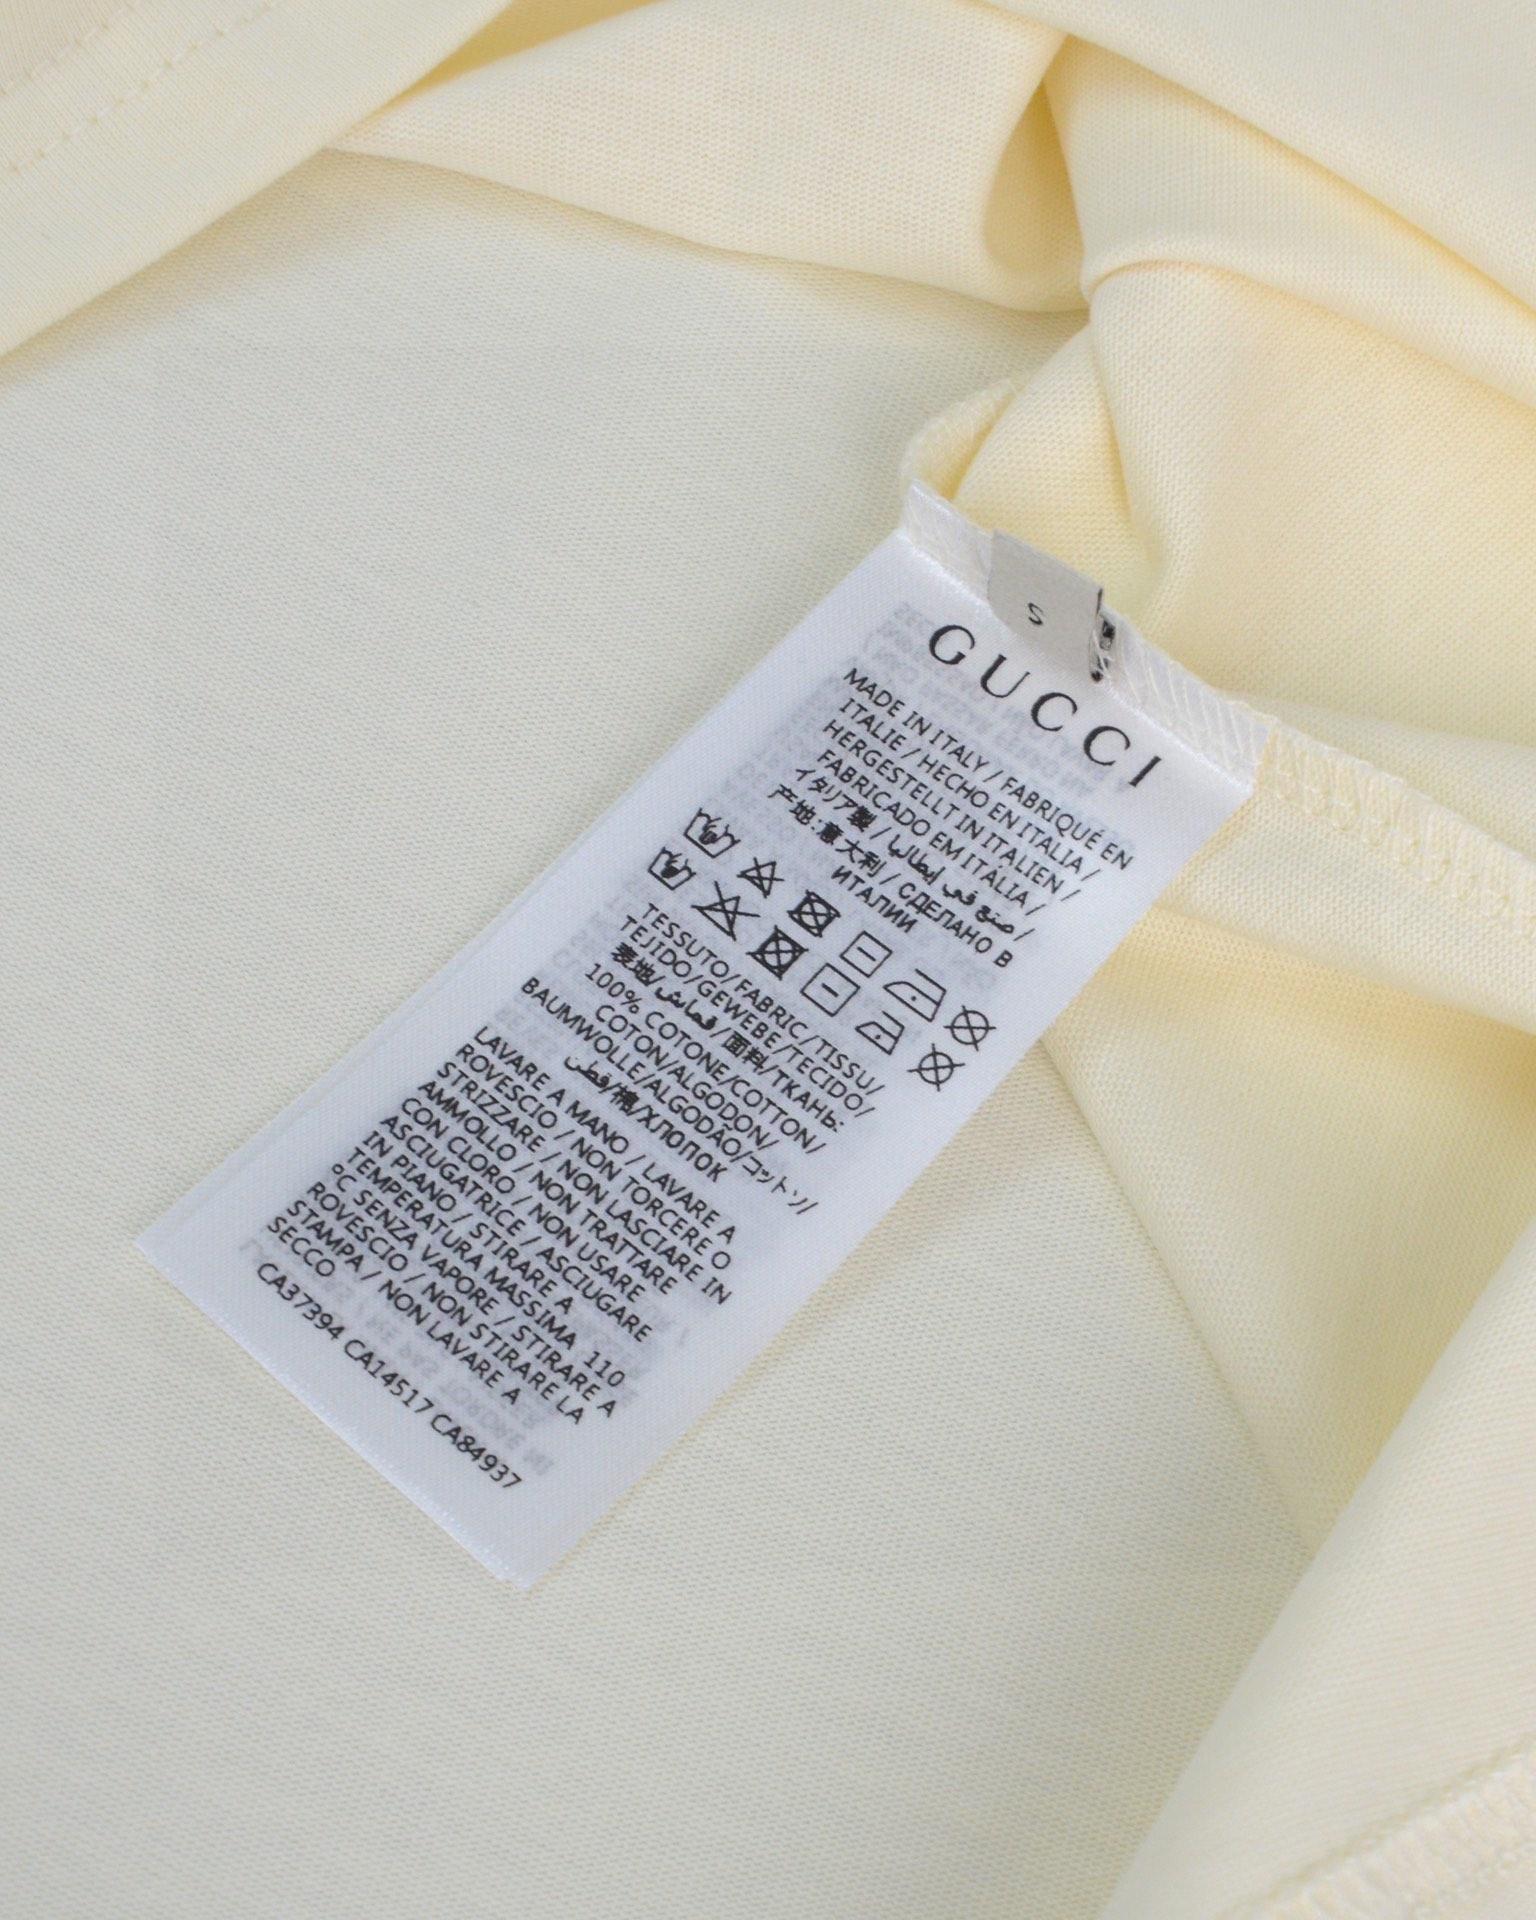 S
GUCCI
MADE IN ITALY / FABRIQUÉ EN
ITALIE / HECHO EN ITALIA /
HERGESTELLT IN ITALIEN /
FABRICADO EM ITÁLIA /
イタリア製 / صنع في إيطاليا /
产地:意大利 / СДЕЛАНО В
ИТАЛИИ
TESSUTO/FABRIC/TISSU/
TEJIDO/GEWEBE/TECIDO/
表地/قماش/面料/ТКАНЬ:
100% COTONE/COTTON/
COTON/ALGODON/
BAUMWOLLE/ALGODÃO/コットン/
قطن/棉/ХЛОПОК
LAVARE A MANO / LAVARE A
ROVESCIO / NON TORCERE O
STRIZZARE / NON LASCIARE IN
AMMOLLO / NON TRATTARE
CON CLORO / NON USARE
ASCIUGATRICE / ASCIUGARE
IN PIANO / STIRARE A
TEMPERATURA MASSIMA 110
°C SENZA VAPORE / STIRARE A
ROVESCIO / NON STIRARE LA
STAMPA / NON LAVARE A
SECCO
CA37394 CA14517 CA84937